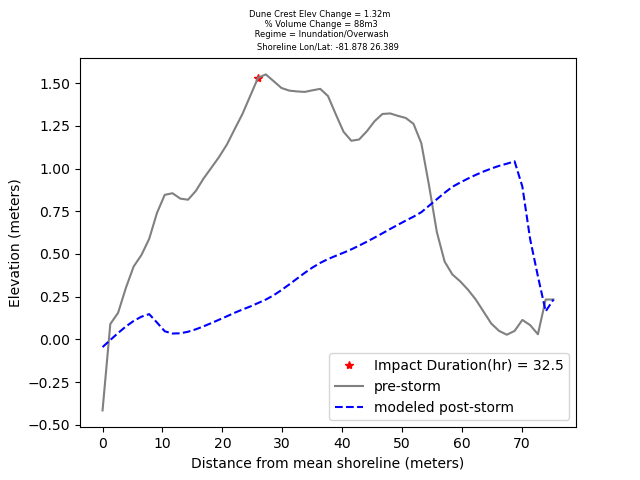 Dune Crest Elev Change = 1.32m
% Volume Change = 88m3
Regime = Inundation/Overwash
Shoreline Lon/Lat: -81.878 26.389
1.50
1.25
1.00
0.75
0.50
0.25
0.00
−0.25
−0.50
Elevation (meters)
Impact Duration(hr) = 32.5
pre-storm
modeled post-storm
0 10 20 30 40 50 60 70
Distance from mean shoreline (meters)